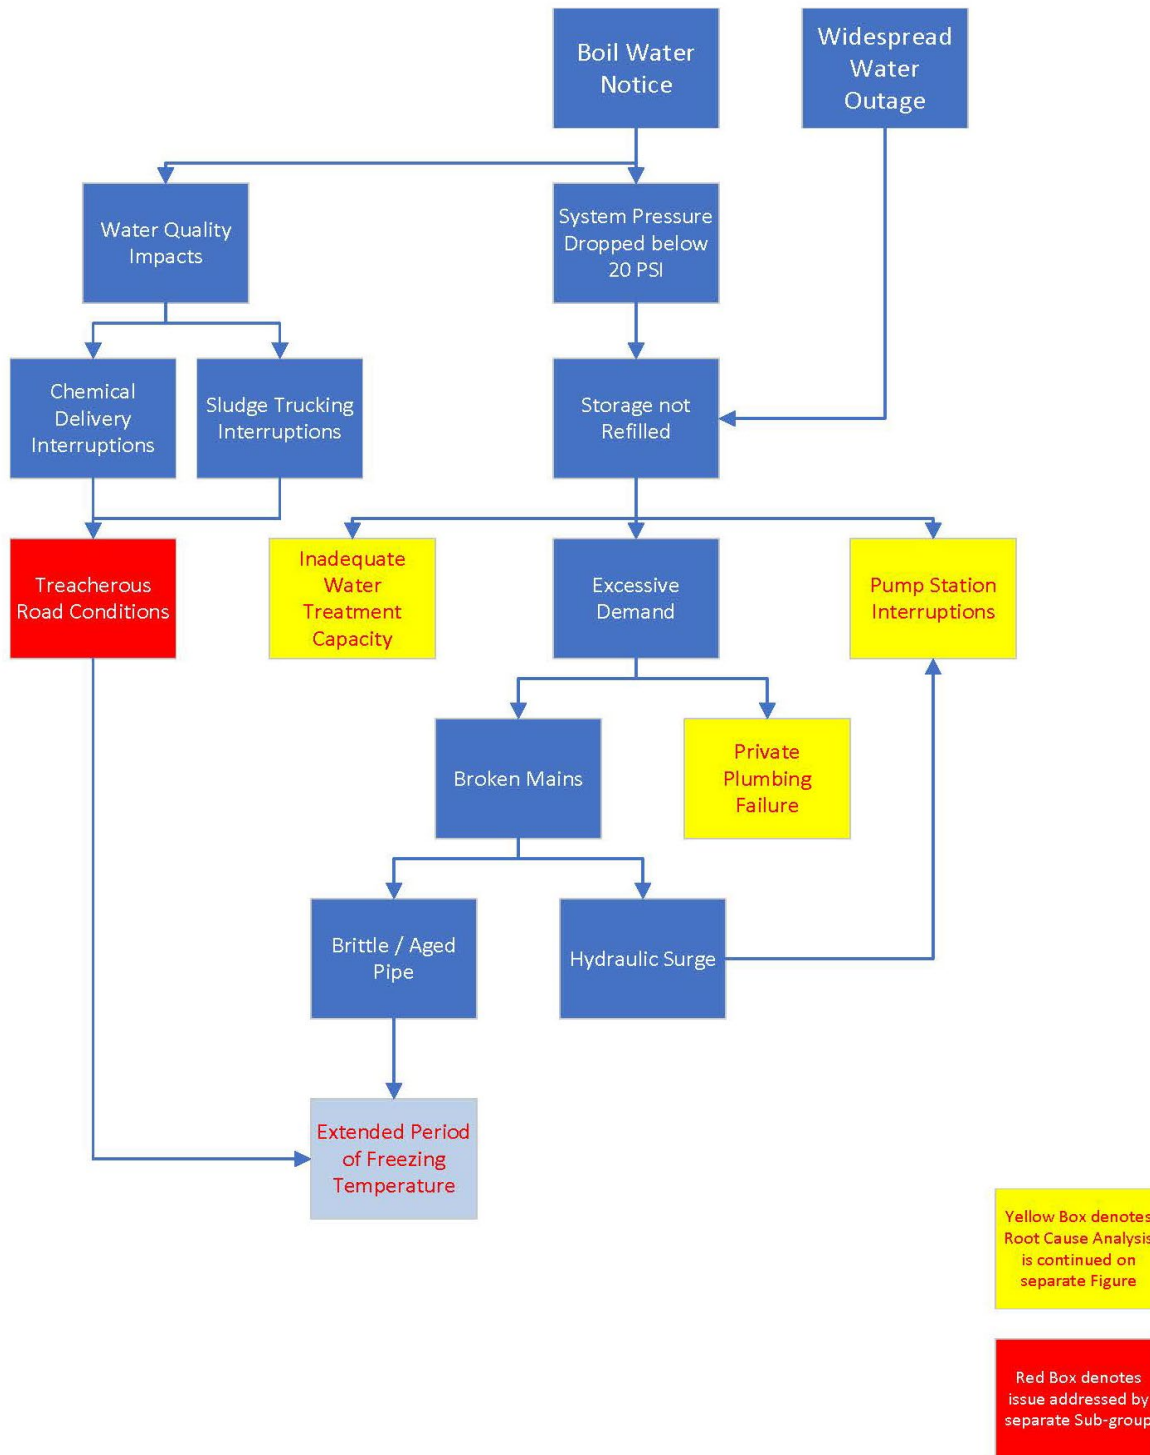 Boil Water
Notice
Widespread
Water
Outage
Water Quality
Impacts
System Pressure
Dropped below
20 PSI
Chemical
Delivery
Interruptions
Sludge Trucking
Interruptions
Storage not
Refilled
Treacherous
Road Conditions
Inadequate
Water
Treatment
Capacity
Excessive
Demand
Pump Station
Interruptions
Broken Mains
Private
Plumbing
Failure
Brittle / Aged
Pipe
Hydraulic Surge
Extended Period
of Freezing
Temperature
Yellow Box denotes
Root Cause Analysis
is continued on
separate Figure
Red Box denotes
issue addressed by
separate Sub-group